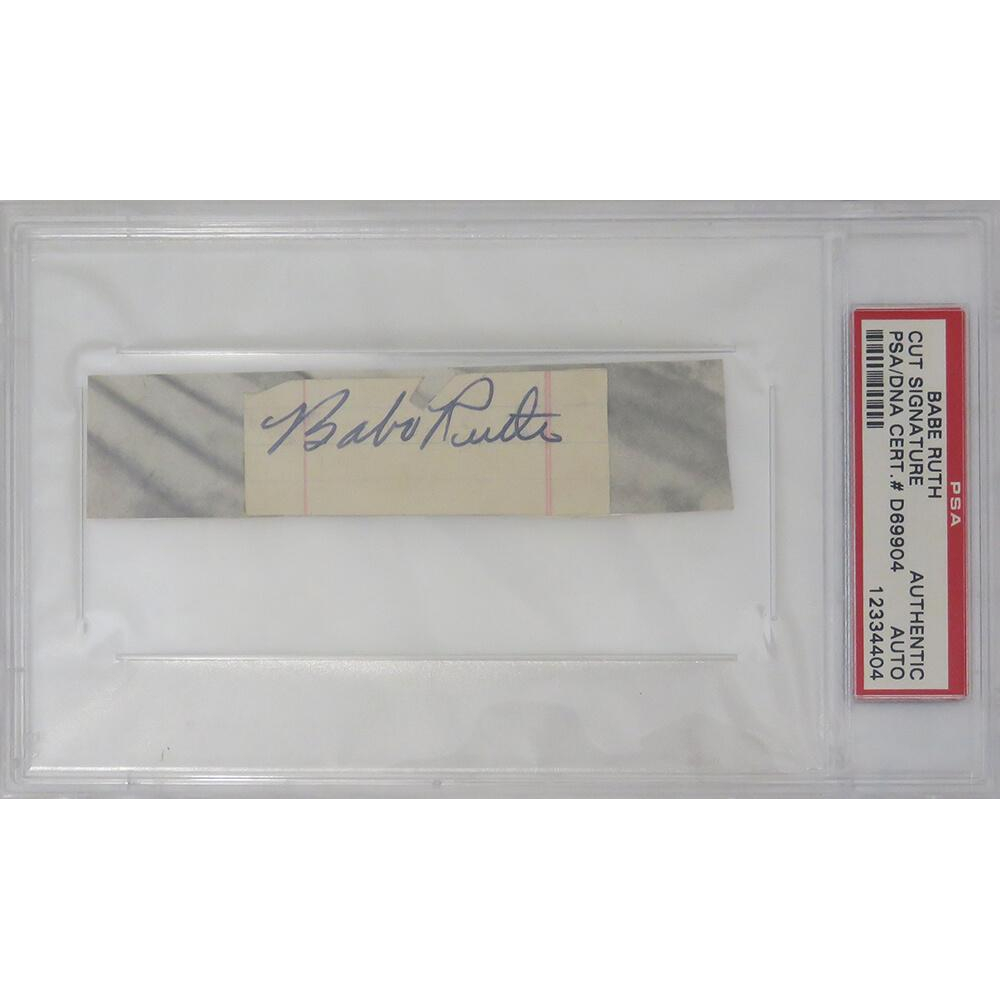 Babe Ruth
PSA
BABE RUTH AUTHENTIC
CUT SIGNATURE AUTO
PSA/DNA CERT.# D69904 12334404